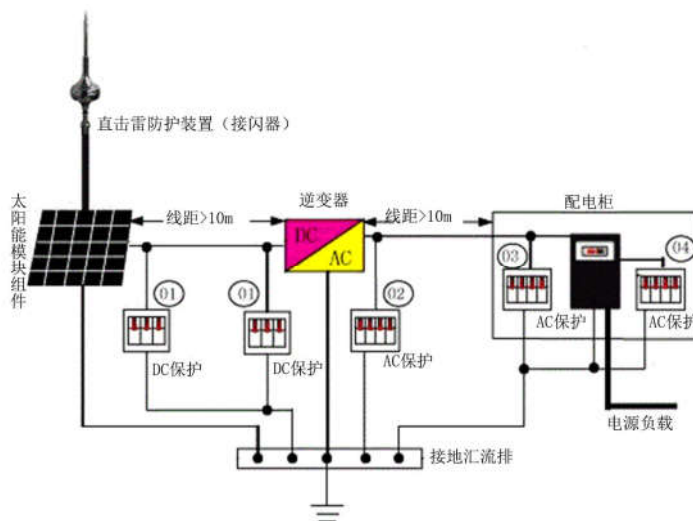 直击雷防护装置（接闪器）
太阳能模块组件
线距>10m
逆变器
线距>10m
配电柜
DC
AC
01
01
02
03
04
DC保护
DC保护
AC保护
AC保护
AC保护
电源负载
接地汇流排